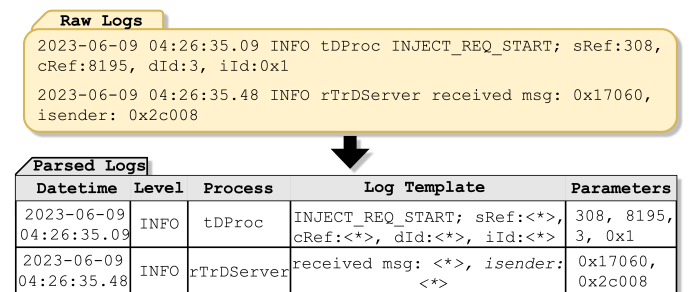 Raw Logs
2023-06-09 04:26:35.09 INFO tDProc INJECT_REQ_START; sRef:308,
cRef:8195, dId:3, iId:0x1
2023-06-09 04:26:35.48 INFO rTrDServer received msg: 0x17060,
isender: 0x2c008
Parsed Logs
Datetime Level Process Log Template Parameters
2023-06-09 INFO tDProc INJECT_REQ_START; sRef:<*>, 308, 8195,
04:26:35.09 cRef:<*>, dId:<*>, iId:<*> 3, 0x1
2023-06-09 INFO rTrDServer received msg: <*>, isender: 0x17060,
04:26:35.48 <*> 0x2c008